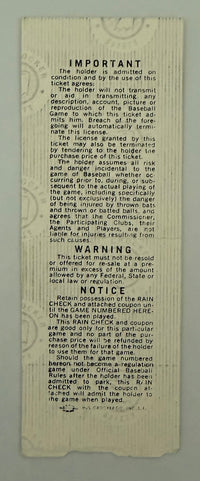 IMPORTANT
The holder is admitted on
condition and by the use of this
ticket agrees:
The holder will not transmit
or aid in transmitting any
description, account, picture or
reproduction of the Baseball
Game to which this ticket ad-
mits him. Breach of the fore-
going will automatically termi-
nate this license.
The license granted by this
ticket may also be terminated
by tendering to the holder the
purchase price of this ticket.
The holder assumes all risk
and danger incidental to the
game of Baseball whether oc-
curring prior to, during, or sub-
sequent to the actual playing of
the game, including specifically
(but not exclusively) the danger
of being injured by thrown bats
and thrown or batted balls, and
agrees that the Commissioner,
the Participating Clubs, their
Agents and Players, are not
liable for injuries resulting from
such causes.
WARNING
This ticket must not be resold
or offered for re-sale at a pre-
mium in excess of the amount
allowed by any Federal, State or
local law or regulation.
NOTICE
Retain possession of the RAIN
CHECK and attached coupon un-
til the GAME NUMBERED HERE-
ON has been played.
This RAIN CHECK and coupon
are good only for this particular
game and no part of the pur-
chase price will be refunded by
reason of the failure of the holder
to use them for that game.
Should the game numbered
hereon not become a regulation
game under Official Baseball
Rules after the holder has been
admitted to park, this RAIN
CHECK with the coupon at-
tached will admit the holder to
the game when played.